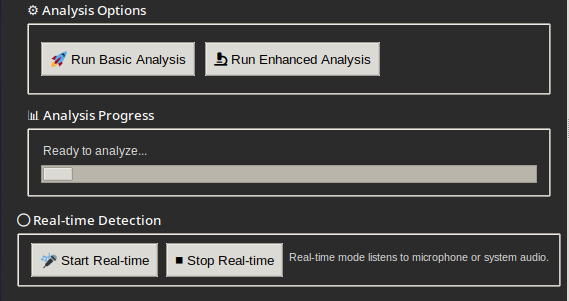 ⚙ Analysis Options
🚀 Run Basic Analysis
🔬 Run Enhanced Analysis
📊 Analysis Progress
Ready to analyze...
Real-time Detection
🎤 Start Real-time
■ Stop Real-time
Real-time mode listens to microphone or system audio.